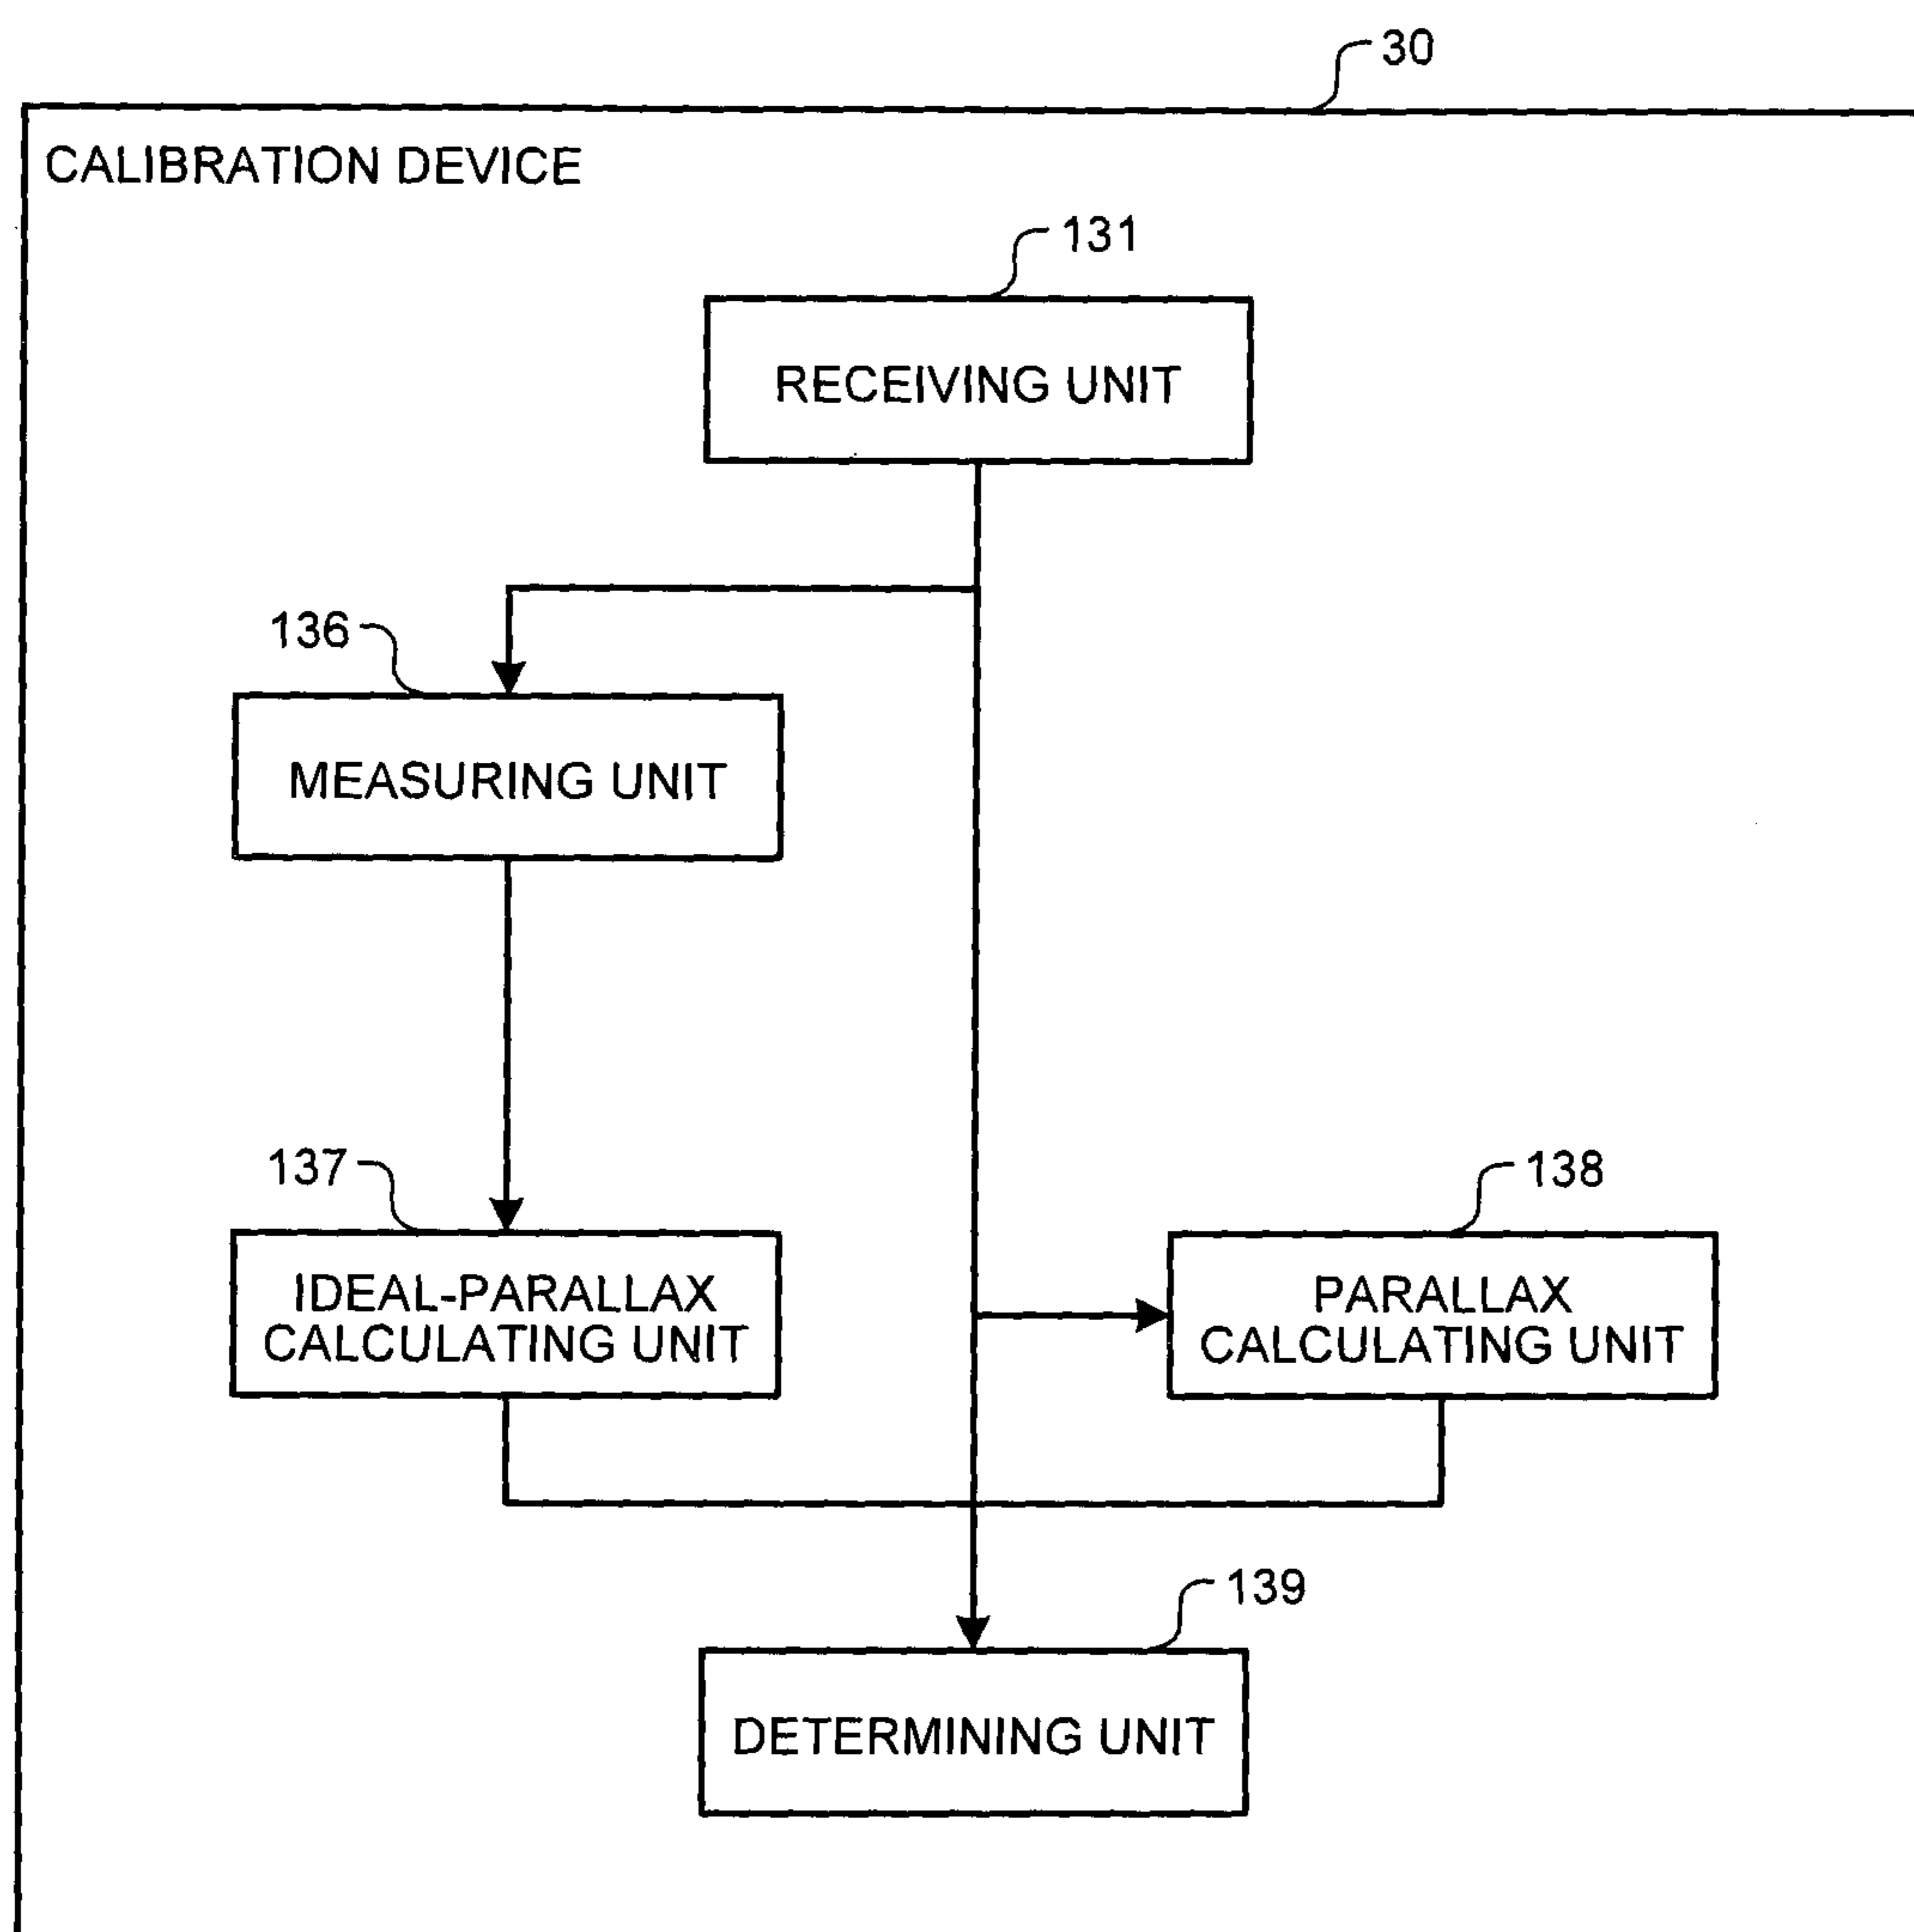 30
CALIBRATION DEVICE
131
RECEIVING UNIT
136
MEASURING UNIT
137
138
IDEAL-PARALLAX
CALCULATING UNIT
PARALLAX
CALCULATING UNIT
139
DETERMINING UNIT